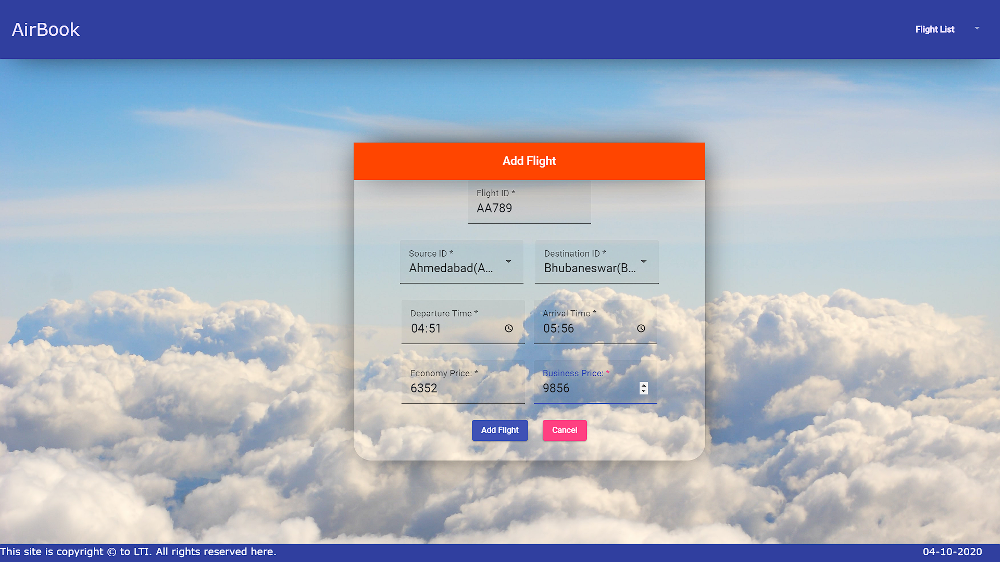 AirBook
Flight List
Add Flight
Flight ID *
AA789
Source ID * Destination ID *
Ahmedabad(A... Bhubaneswar(B...
Departure Time * Arrival Time *
04:51 05:56
Economy Price: * Business Price: *
6352 9856
Add Flight Cancel
This site is copyright © to LTI. All rights reserved here. 04-10-2020